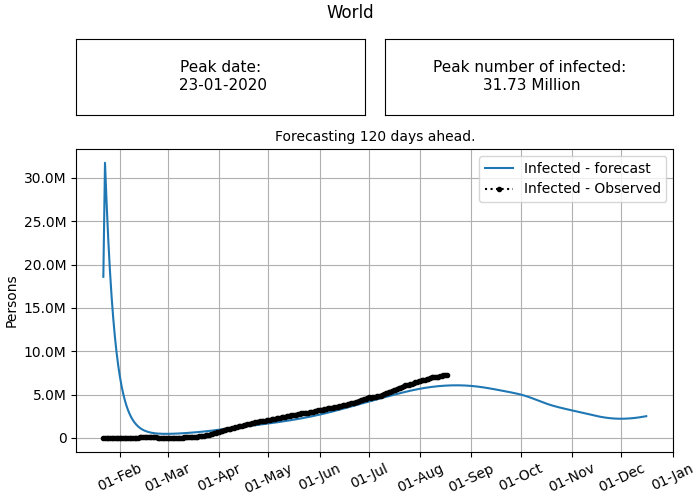 World
Peak date:
23-01-2020
Peak number of infected:
31.73 Million
Forecasting 120 days ahead.
Infected - forecast
Infected - Observed
Persons
30.0M
25.0M
20.0M
15.0M
10.0M
5.0M
0
01-Feb
01-Mar
01-Apr
01-May
01-Jun
01-Jul
01-Aug
01-Sep
01-Oct
01-Nov
01-Dec
01-Jan